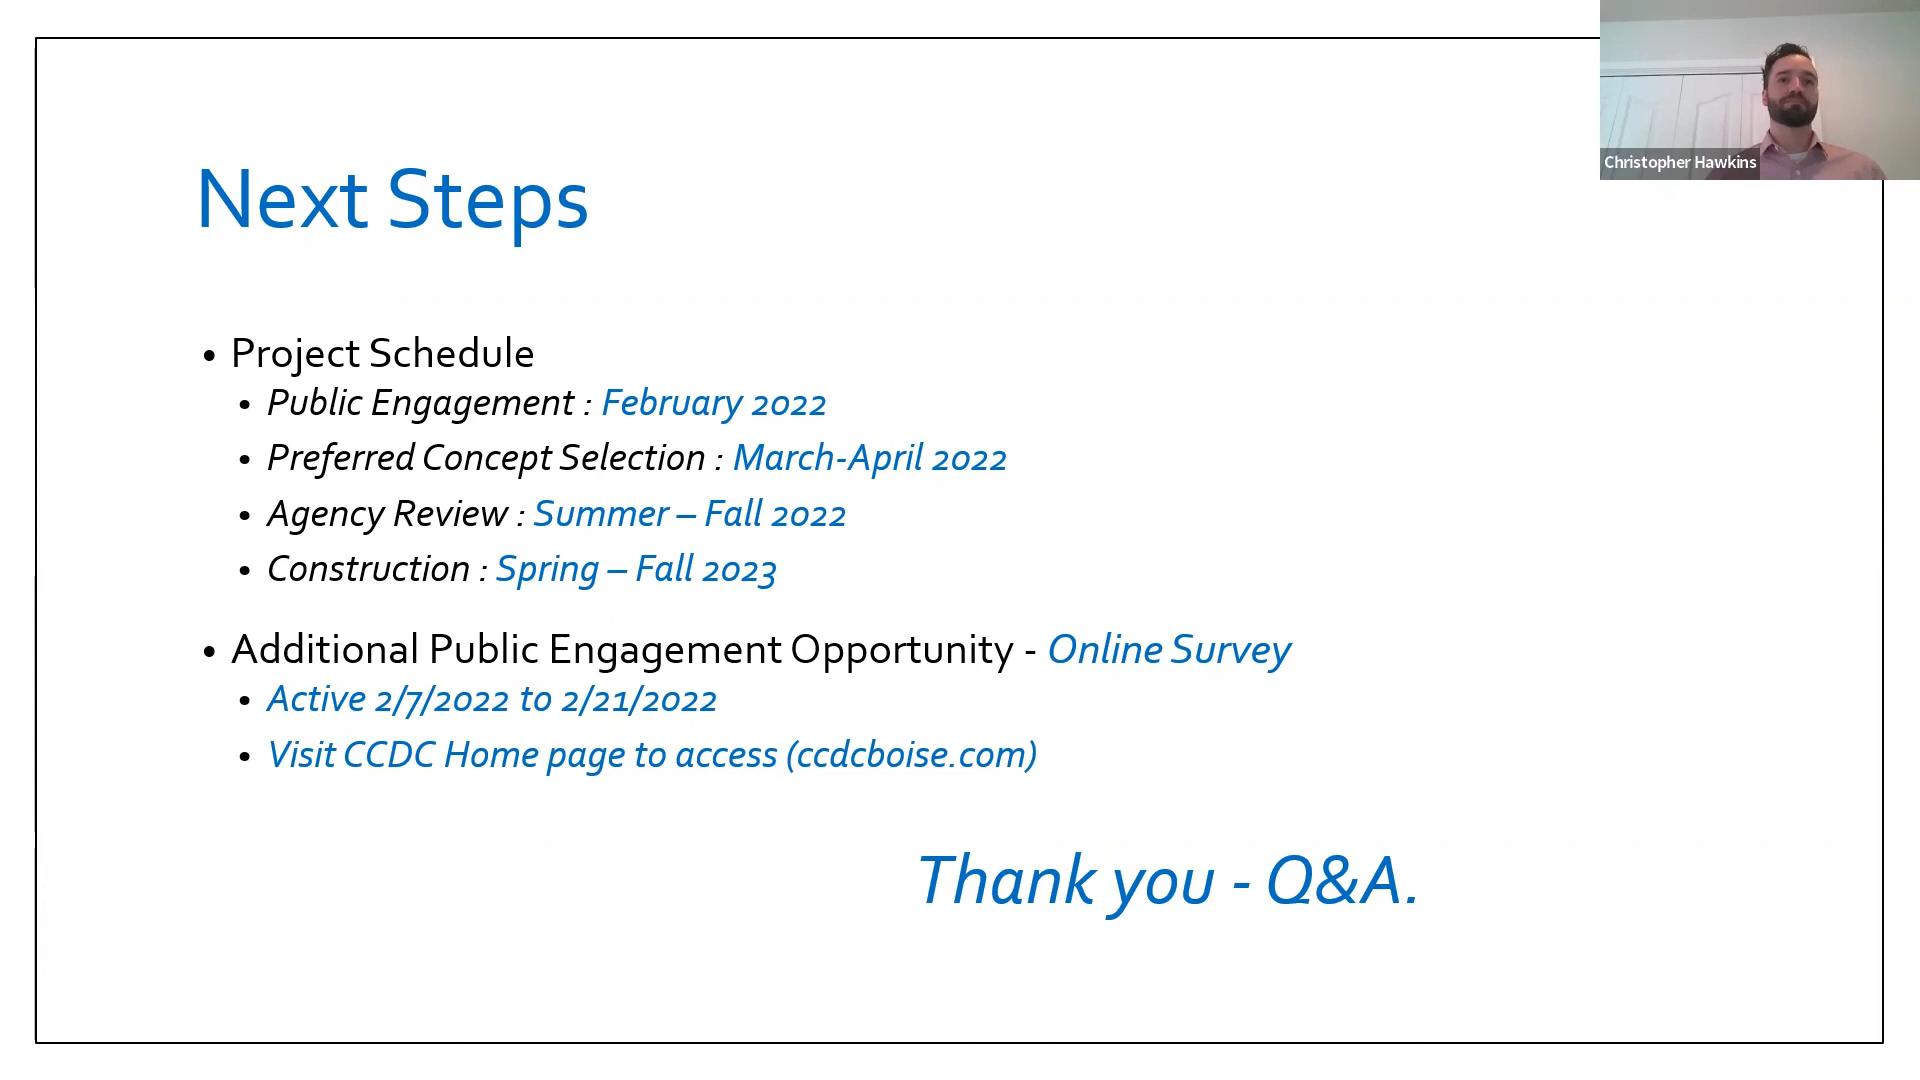 Christopher Hawkins
Next Steps
• Project Schedule
• Public Engagement : February 2022
• Preferred Concept Selection : March-April 2022
• Agency Review : Summer – Fall 2022
• Construction : Spring – Fall 2023
• Additional Public Engagement Opportunity - Online Survey
• Active 2/7/2022 to 2/21/2022
• Visit CCDC Home page to access (ccdcboise.com)
Thank you - Q&A.